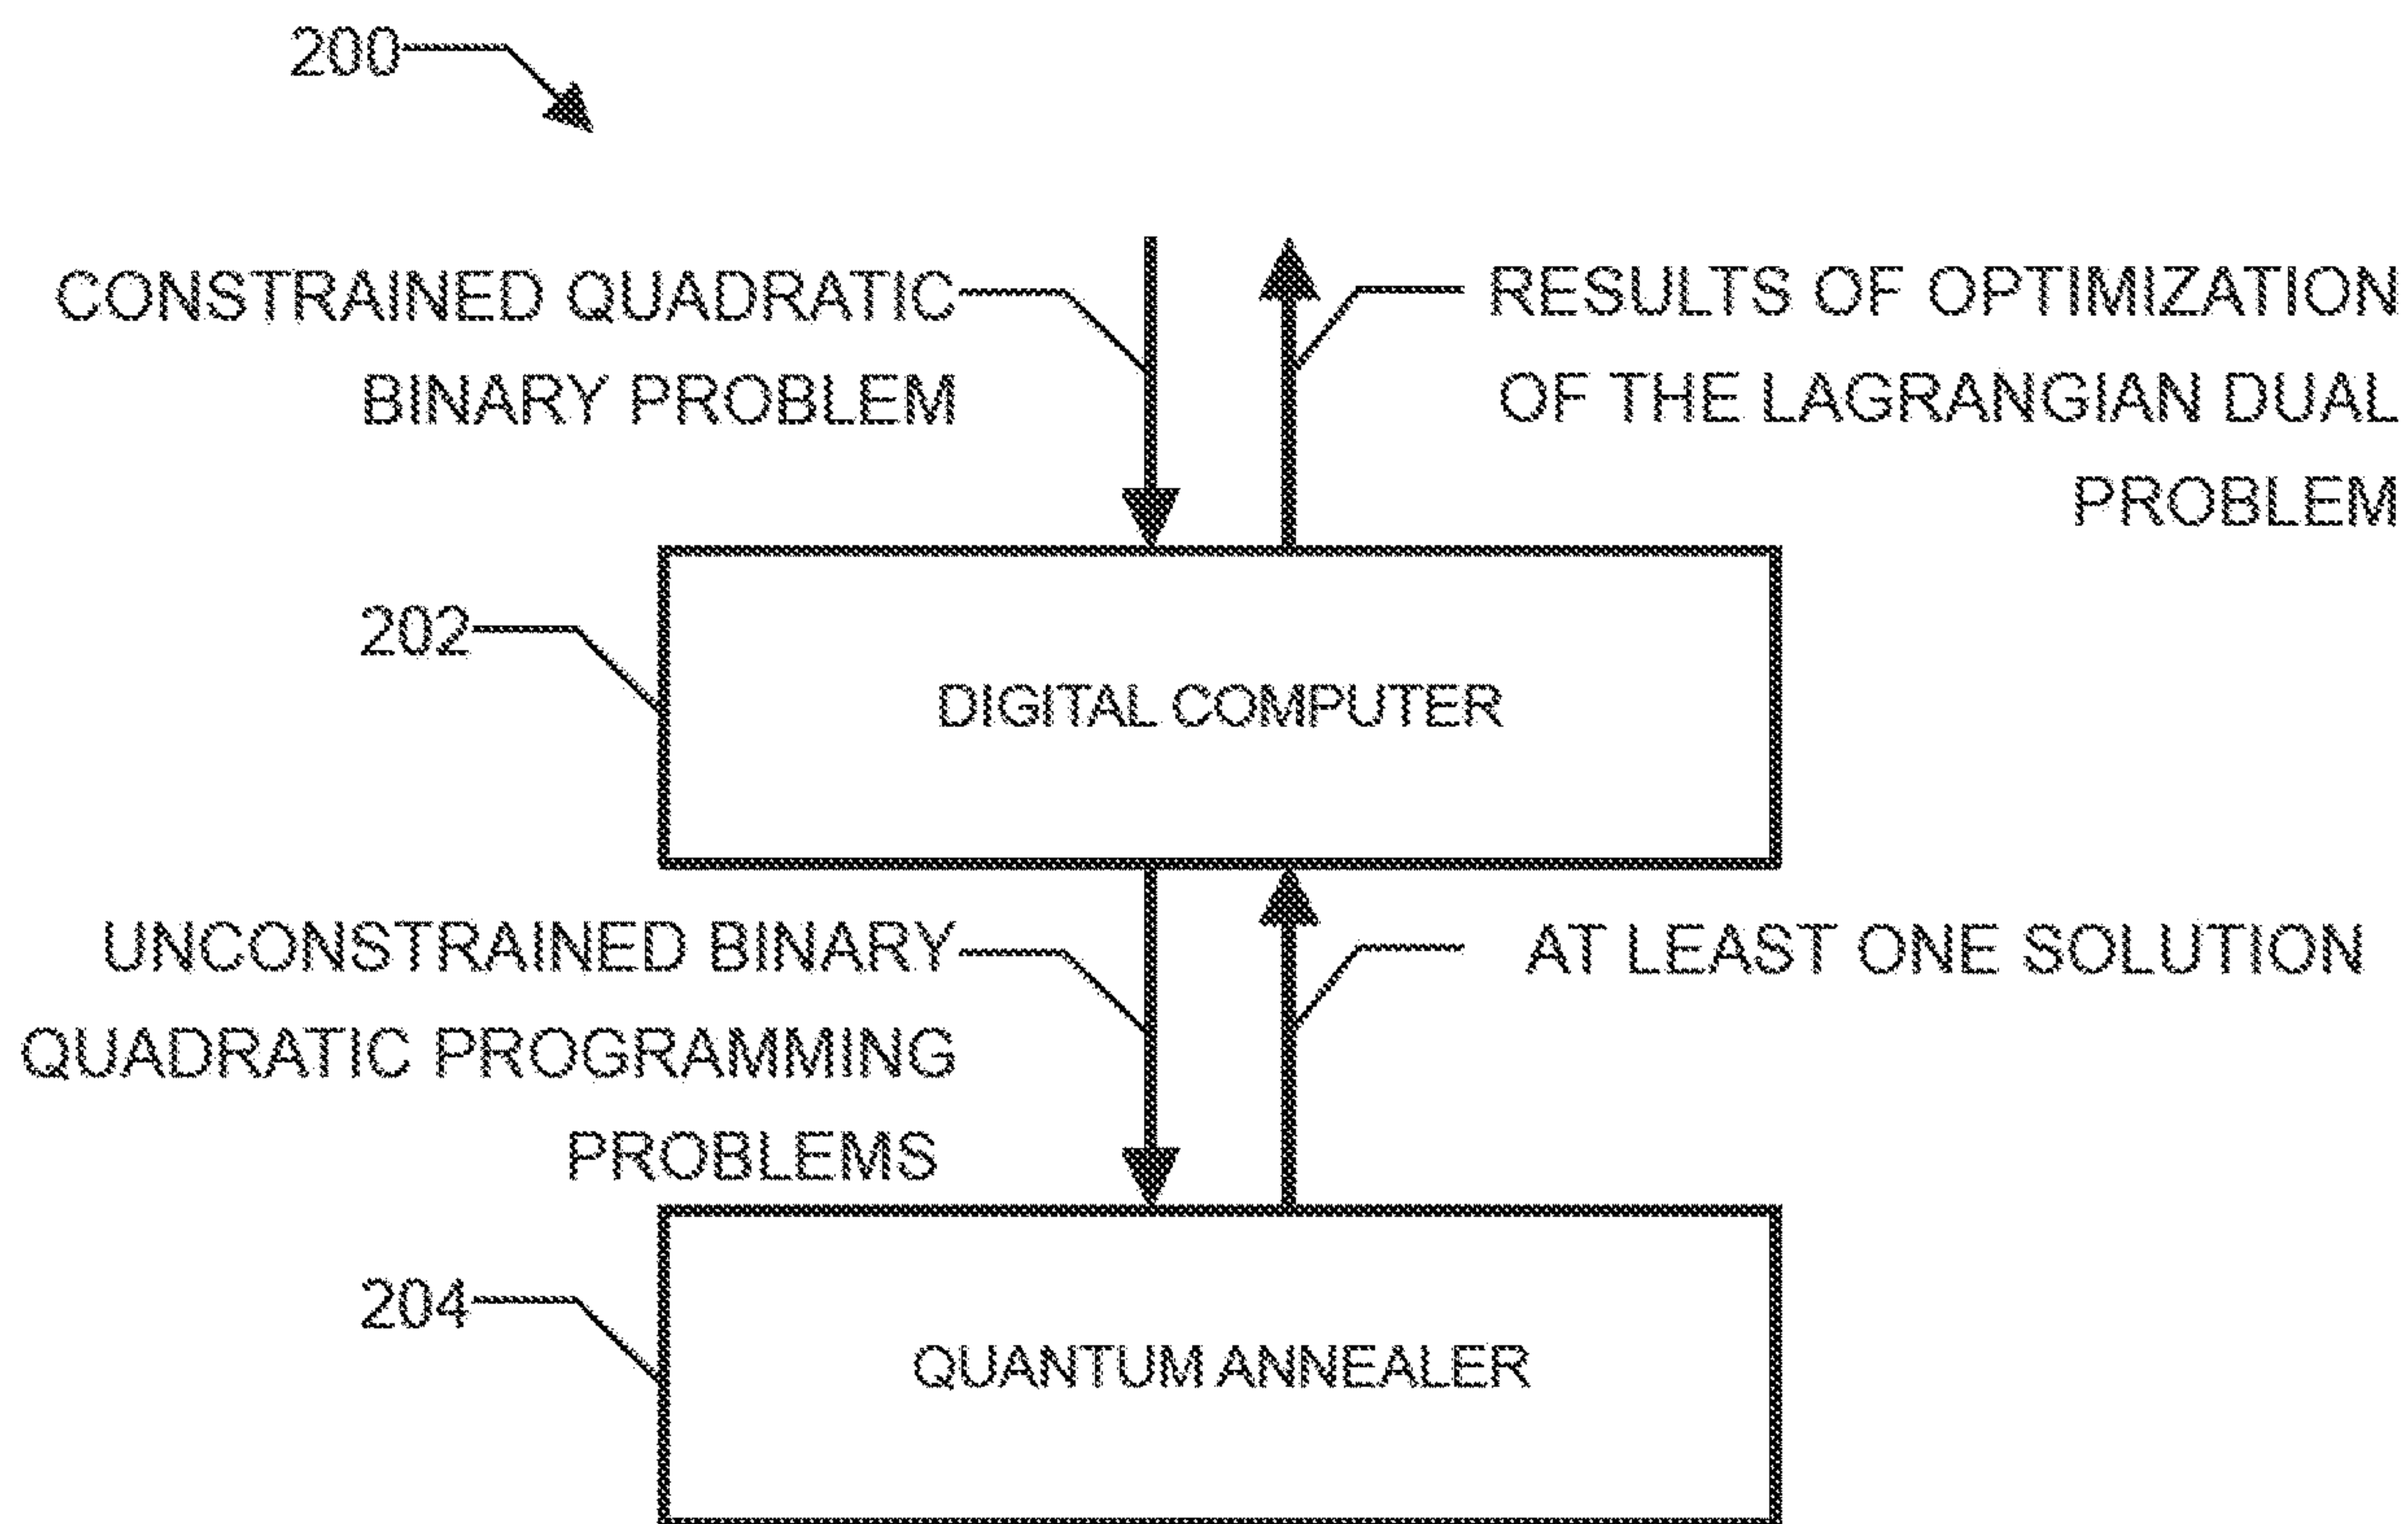 200
CONSTRAINED QUADRATIC
BINARY PROBLEM
RESULTS OF OPTIMIZATION
OF THE LAGRANGIAN DUAL
PROBLEM
202
DIGITAL COMPUTER
UNCONSTRAINED BINARY
QUADRATIC PROGRAMMING
PROBLEMS
AT LEAST ONE SOLUTION
204
QUANTUM ANNEALER